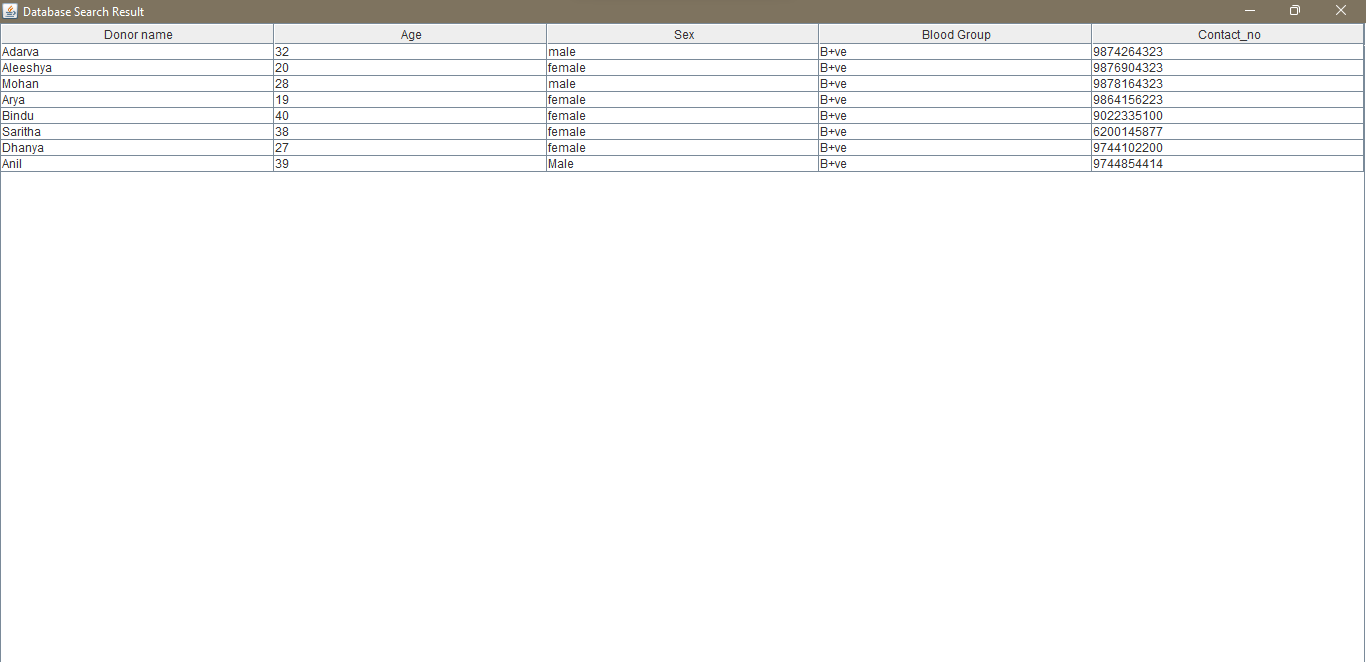 Database Search Result
Donor name Age Sex Blood Group Contact_no
Adarva 32 male B+ve 9874264323
Aleeshya 20 female B+ve 9876904323
Mohan 28 male B+ve 9878164323
Arya 19 female B+ve 9864156223
Bindu 40 female B+ve 9022335100
Saritha 38 female B+ve 6200145877
Dhanya 27 female B+ve 9744102200
Anil 39 Male B+ve 9744854414